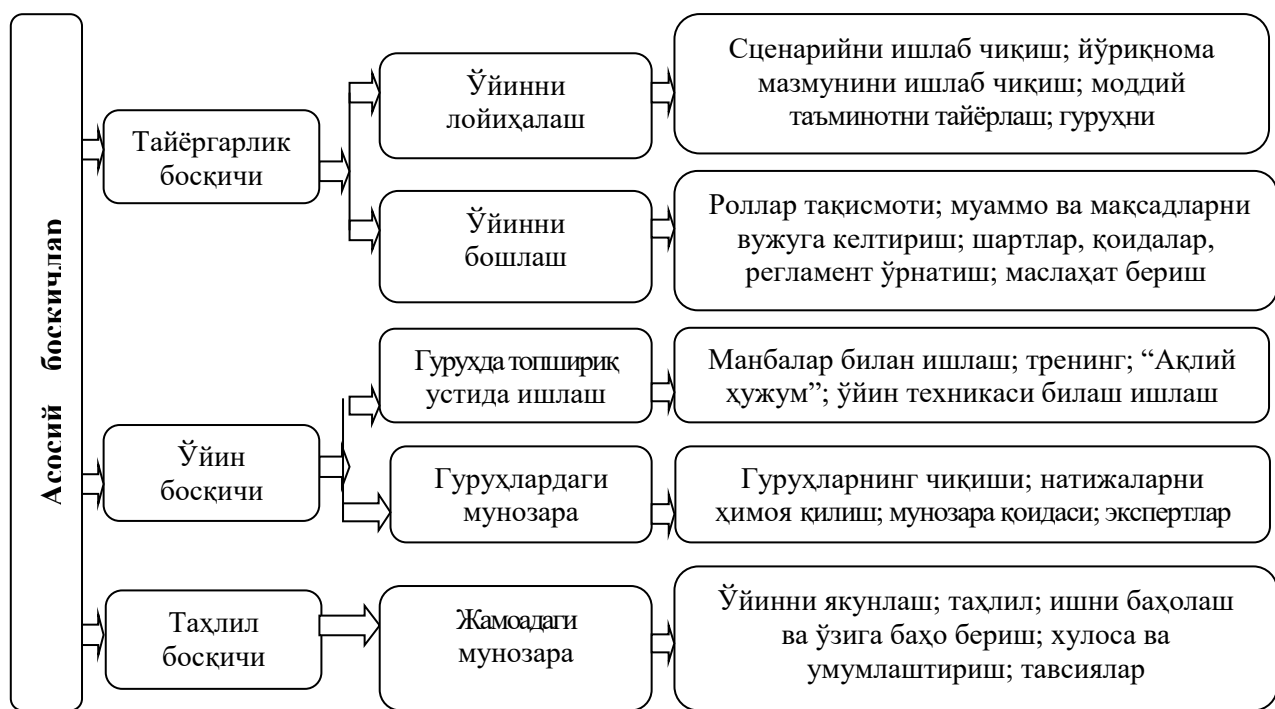 Асосий боскичлар
Тайёргарлик
босқичи
Ўйинни
лойиҳалаш
Сценарийни ишлаб чиқиш; йўриқнома
мазмунини ишлаб чиқиш; моддий
таъминотни тайёрлаш; гуруҳни
Ўйинни
бошлаш
Роллар тақисмоти; муаммо ва мақсадларни
вужуга келтириш; шартлар, қоидалар,
регламент ўрнатиш; маслаҳат бериш
Ўйин
босқичи
Гуруҳда топшириқ
устида ишлаш
Манбалар билан ишлаш; тренинг; “Ақлий
ҳужум”; ўйин техникаси билаш ишлаш
Гуруҳлардаги
мунозара
Гуруҳларнинг чиқиши; натижаларни
ҳимоя қилиш; мунозара қоидаси; экспертлар
Таҳлил
босқичи
Жамоадаги
мунозара
Ўйинни якунлаш; таҳлил; ишни баҳолаш
ва ўзига баҳо бериш; хулоса ва
умумлаштириш; тавсиялар